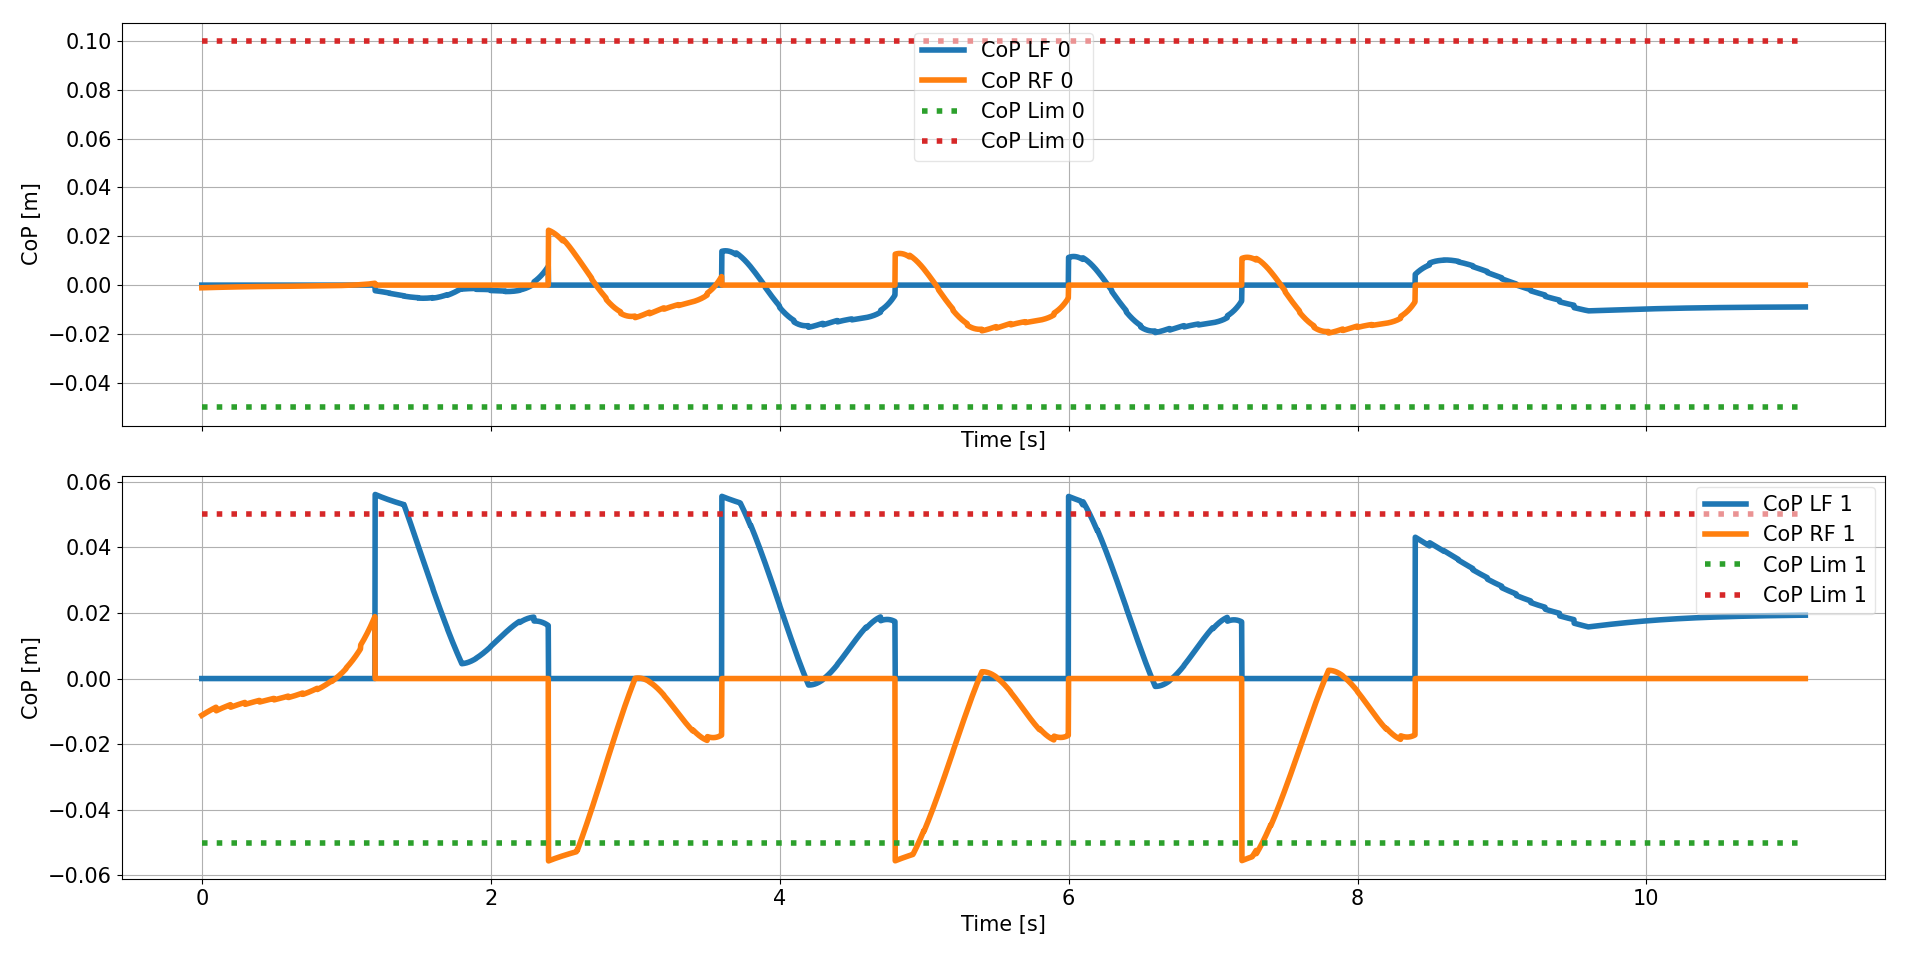 0.10
0.08
0.06
0.04
0.02
0.00
−0.02
−0.04
CoP [m]
CoP LF 0
CoP RF 0
CoP Lim 0
CoP Lim 0
Time [s]
0.06
0.04
0.02
0.00
−0.02
−0.04
−0.06
CoP [m]
CoP LF 1
CoP RF 1
CoP Lim 1
CoP Lim 1
0 2 4 6 8 10
Time [s]